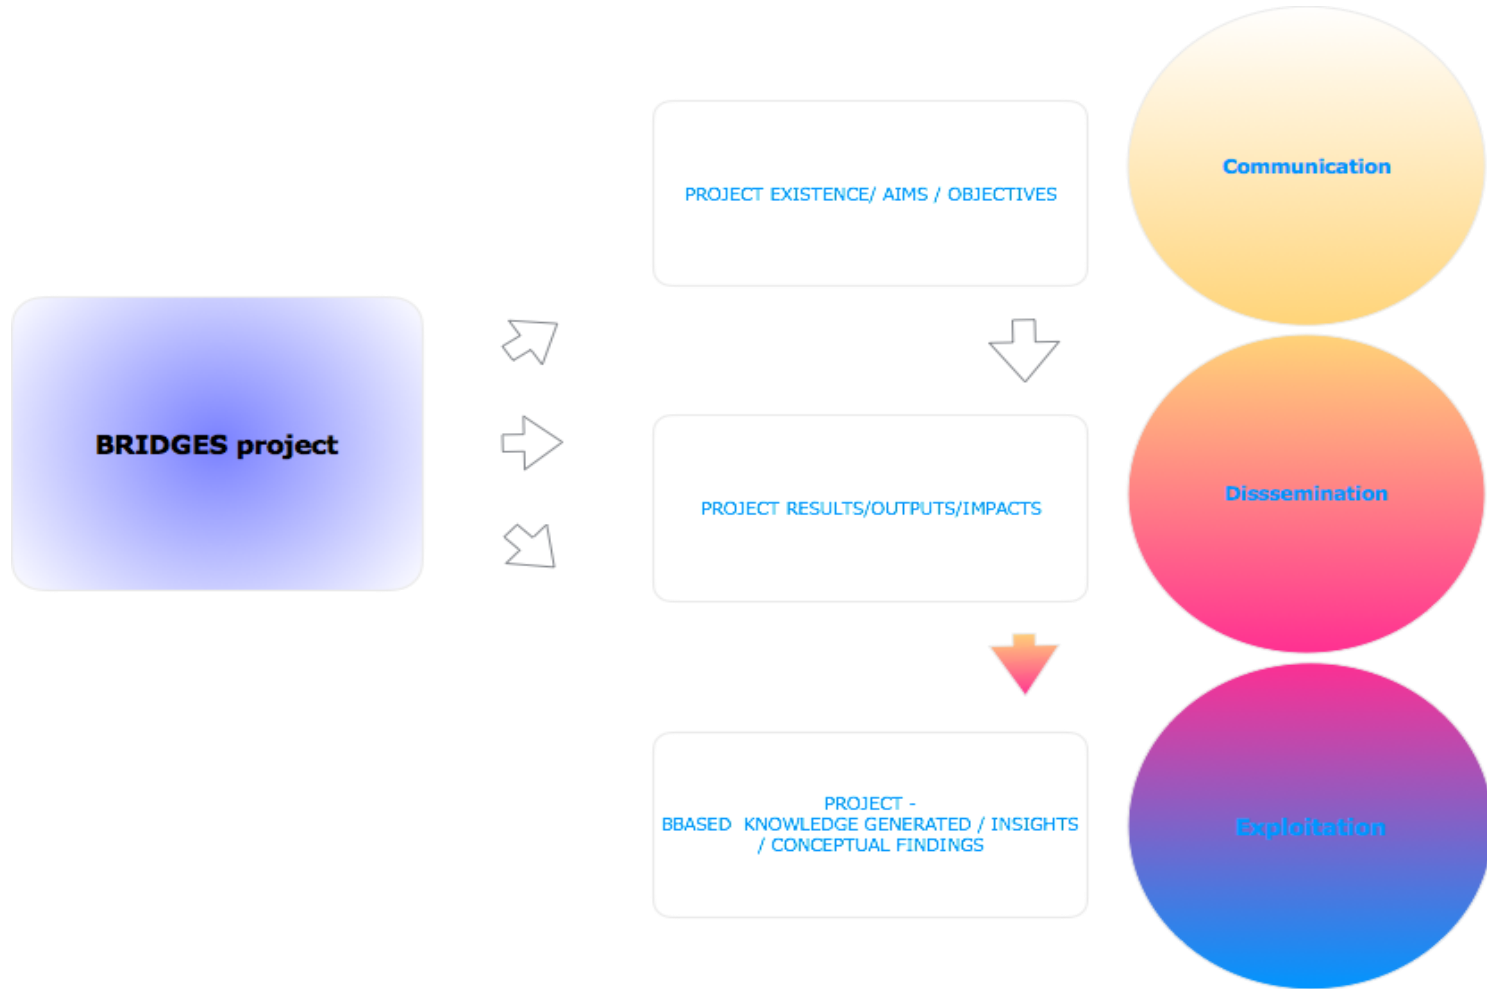 Communication
PROJECT EXISTENCE/ AIMS / OBJECTIVES
BRIDGES project
Disssemination
PROJECT RESULTS/OUTPUTS/IMPACTS
PROJECT -
BBASED KNOWLEDGE GENERATED / INSIGHTS
/ CONCEPTUAL FINDINGS
Exploitation